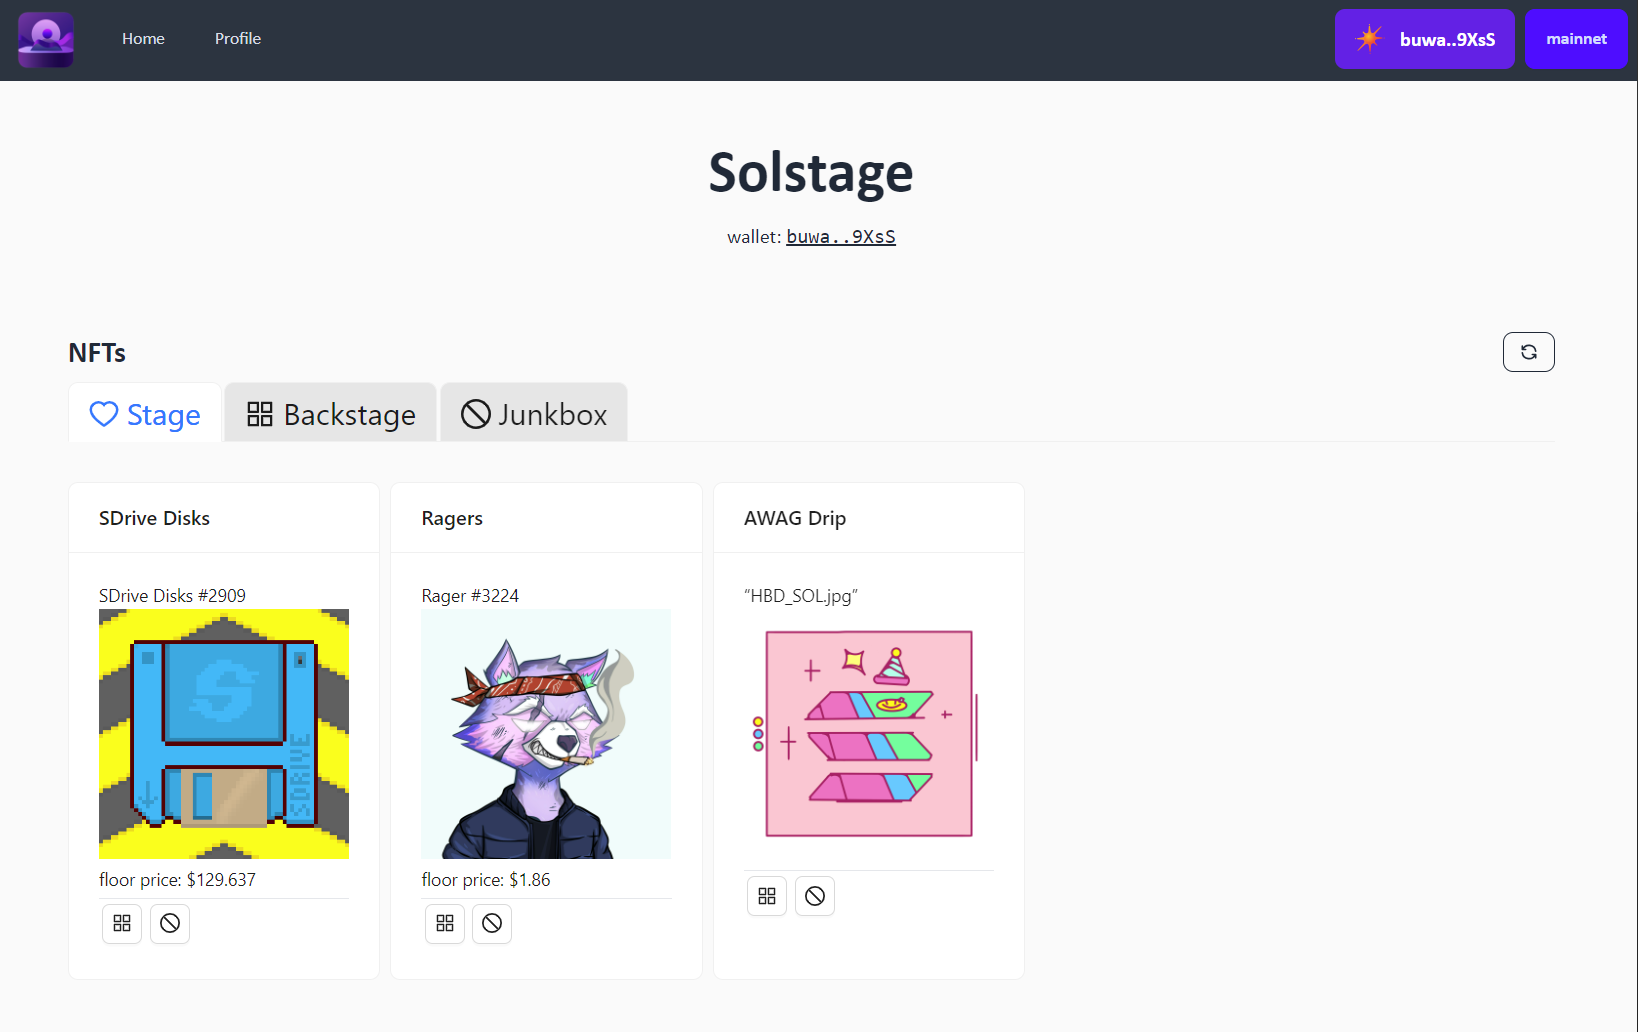 Home
Profile
buwa..9XsS
mainnet
Solstage
wallet: buwa..9XsS
NFTs
Stage
Backstage
Junkbox
SDrive Disks
SDrive Disks #2909
SDRIVE
floor price: $129.637
Ragers
Rager #3224
floor price: $1.86
AWAG Drip
“HBD_SOL.jpg”